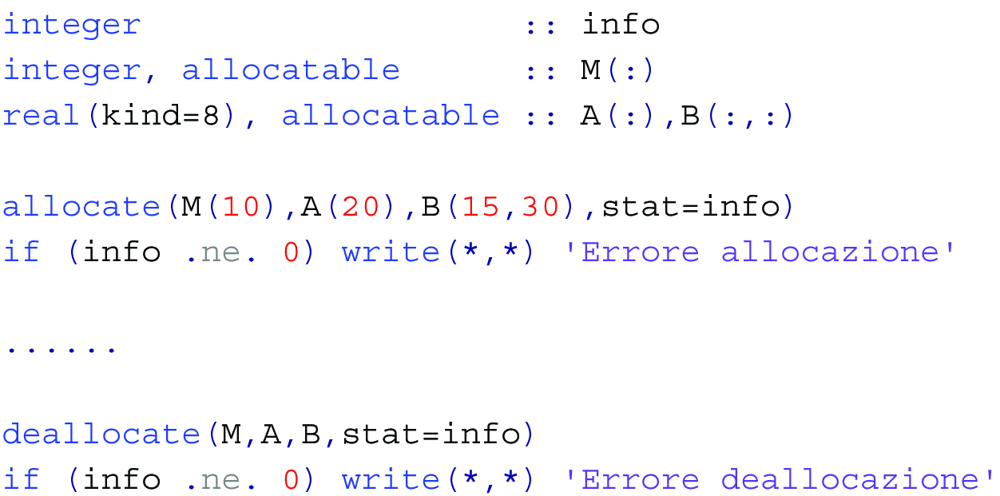 integer                   :: info
integer, allocatable      :: M(:)
real(kind=8), allocatable :: A(:),B(:,:)
allocate(M(10),A(20),B(15,30),stat=info)
if (info .ne. 0) write(*,*) 'Errore allocazione'
......
deallocate(M,A,B,stat=info)
if (info .ne. 0) write(*,*) 'Errore deallocazione'